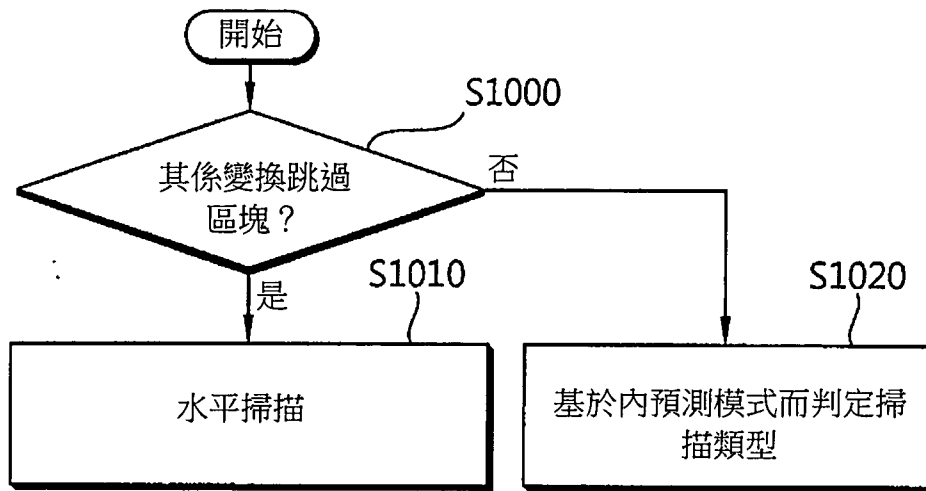 開始
S1000
其係變換跳過
區塊？
否
是
S1010
S1020
水平掃描
基於內預測模式而判定掃
描類型